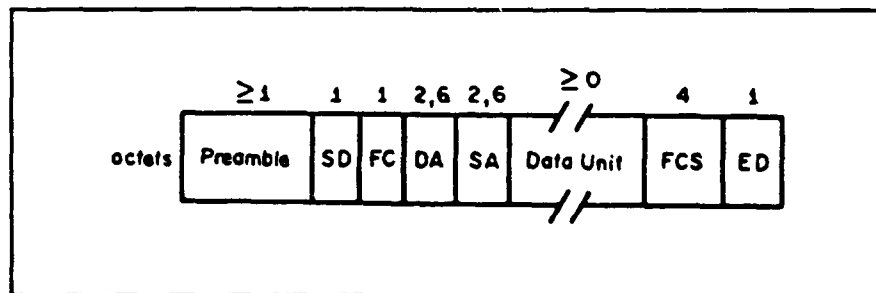 ≥1 1 1 2,6 2,6 ≥0 4 1
octets Preamble SD FC DA SA Data Unit FCS ED